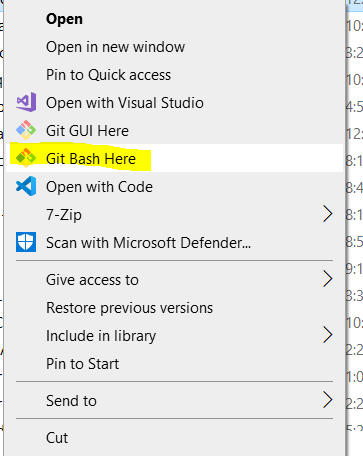 Open
Open in new window
Pin to Quick access
Open with Visual Studio
Git GUI Here
Git Bash Here
Open with Code
7-Zip
Scan with Microsoft Defender...
Give access to
Restore previous versions
Include in library
Pin to Start
Send to
Cut